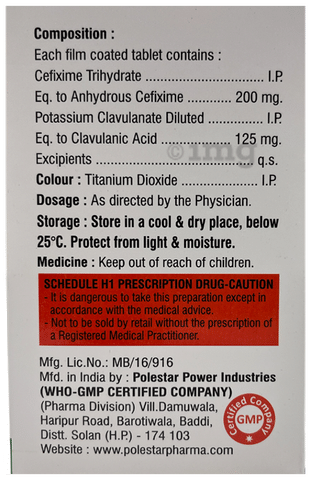 Composition :
Each film coated tablet contains :
Cefixime Trihydrate ................................ I.P.
Eq. to Anhydrous Cefixime ............ 200 mg.
Potassium Clavulanate Diluted ............... I.P.
Eq. to Clavulanic Acid .................... 125 mg.
Excipients ........................................... q.s.
1mg
Colour : Titanium Dioxide ..................... I.P.
Dosage : As directed by the Physician.
Storage : Store in a cool & dry place, below
25°C. Protect from light & moisture.
Medicine : Keep out of reach of children.
SCHEDULE H1 PRESCRIPTION DRUG-CAUTION
- It is dangerous to take this preparation except in
accordance with the medical advice.
- Not to be sold by retail without the prescription of
a Registered Medical Practitioner.
Mfg. Lic.No.: MB/16/916
Mfd. in India by : Polestar Power Industries
(WHO-GMP CERTIFIED COMPANY)
(Pharma Division) Vill.Damuwala,
Haripur Road, Barotiwala, Baddi,
Distt. Solan (H.P.) - 174 103
Website : www.polestarpharma.com
Certified Company
GMP